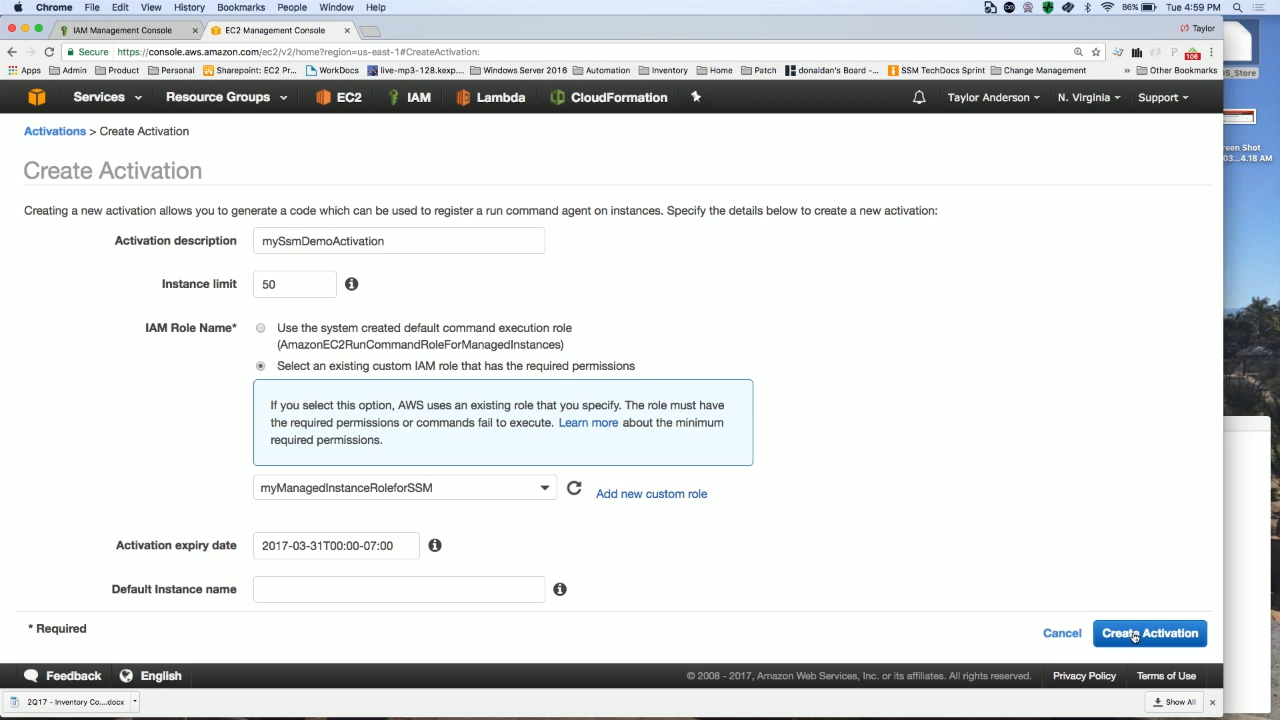 Chrome File Edit View History Bookmarks People Window Help 86% Tue 4:59 PM
IAM Management Console EC2 Management Console Taylor
Secure https://console.aws.amazon.com/ec2/v2/home?region=us-east-1#CreateActivation: 106
Apps Admin Product Personal Sharepoint: EC2 Pr... WorkDocs live-mp3-128.kexp.... Windows Server 2016 Automation Inventory Home Patch donaldan's Board -... SSM TechDocs Sprint Change Management » Other Bookmarks
Services Resource Groups EC2 IAM Lambda CloudFormation Taylor Anderson N. Virginia Support
Activations > Create Activation
Create Activation
Creating a new activation allows you to generate a code which can be used to register a run command agent on instances. Specify the details below to create a new activation:
Activation description mySsmDemoActivation
Instance limit 50
IAM Role Name* Use the system created default command execution role
(AmazonEC2RunCommandRoleForManagedInstances)
Select an existing custom IAM role that has the required permissions
If you select this option, AWS uses an existing role that you specify. The role must have
the required permissions or commands fail to execute. Learn more about the minimum
required permissions.
myManagedInstanceRoleforSSM Add new custom role
Activation expiry date 2017-03-31T00:00-07:00
Default Instance name
* Required
Cancel Create Activation
Feedback English © 2008 - 2017, Amazon Web Services, Inc. or its affiliates. All rights reserved. Privacy Policy Terms of Use
2Q17 - Inventory Co....docx Show All
S_Store
reen Shot
03...4.18 AM